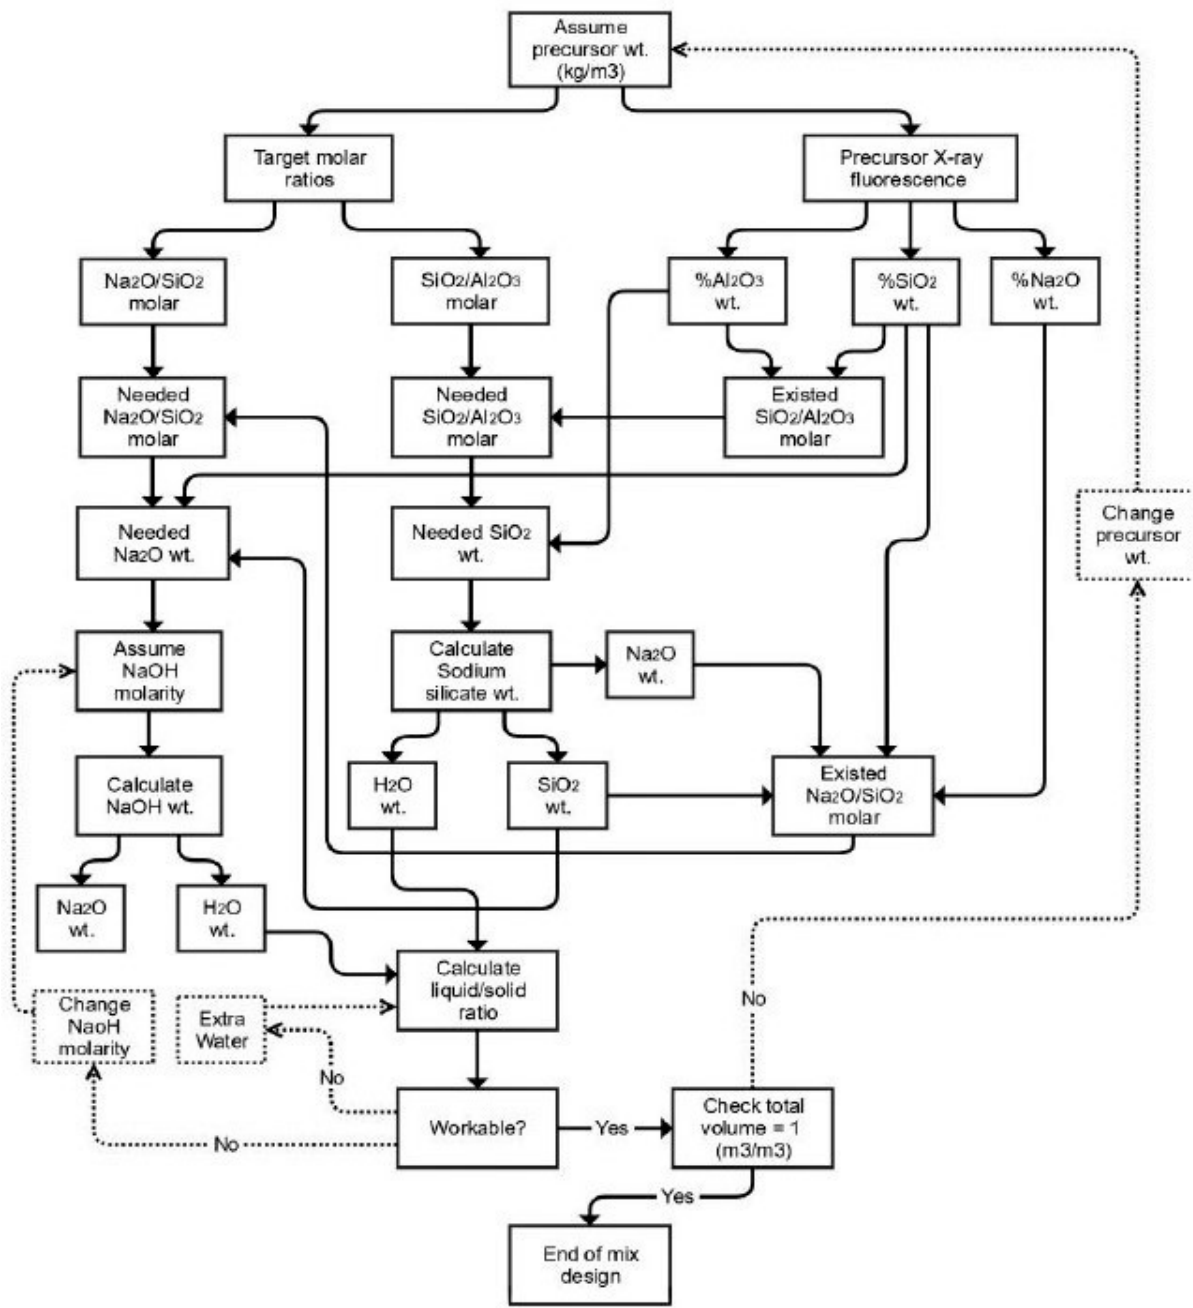 Assume
precursor wt.
(kg/m3)
Target molar
ratios
Precursor X-ray
fluorescence
Na2O/SiO2
molar
SiO2/Al2O3
molar
%Al2O3
wt.
%SiO2
wt.
%Na2O
wt.
Needed
Na2O/SiO2
molar
Needed
SiO2/Al2O3
molar
Existed
SiO2/Al2O3
molar
Needed
Na2O wt.
Needed SiO2
wt.
Change
precursor
wt.
Assume
NaOH
molarity
Calculate
Sodium
silicate wt.
Na2O
wt.
Calculate
NaOH wt.
H2O
wt.
SiO2
wt.
Existed
Na2O/SiO2
molar
Na2O
wt.
H2O
wt.
Calculate
liquid/solid
ratio
Change
NaoH
molarity
Extra
Water
No
No
Workable?
Yes
Check total
volume = 1
(m3/m3)
No
Yes
End of mix
design